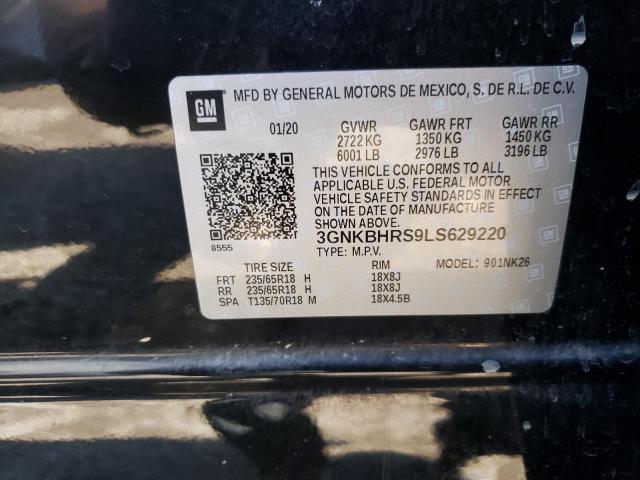 GM MFD BY GENERAL MOTORS DE MEXICO, S. DE R.L. DE C.V.
01/20 GVWR GAWR FRT GAWR RR
2722 KG 1350 KG 1450 KG
6001 LB 2976 LB 3196 LB
THIS VEHICLE CONFORMS TO ALL
APPLICABLE U.S. FEDERAL MOTOR
VEHICLE SAFETY STANDARDS IN EFFECT
ON THE DATE OF MANUFACTURE
SHOWN ABOVE.
3GNKBHRS9LS629220
8555 TYPE: M.P.V.
TIRE SIZE RIM MODEL: 901NK26
FRT 235/65R18 H 18X8J
RR 235/65R18 H 18X8J
SPA T135/70R18 M 18X4.5B